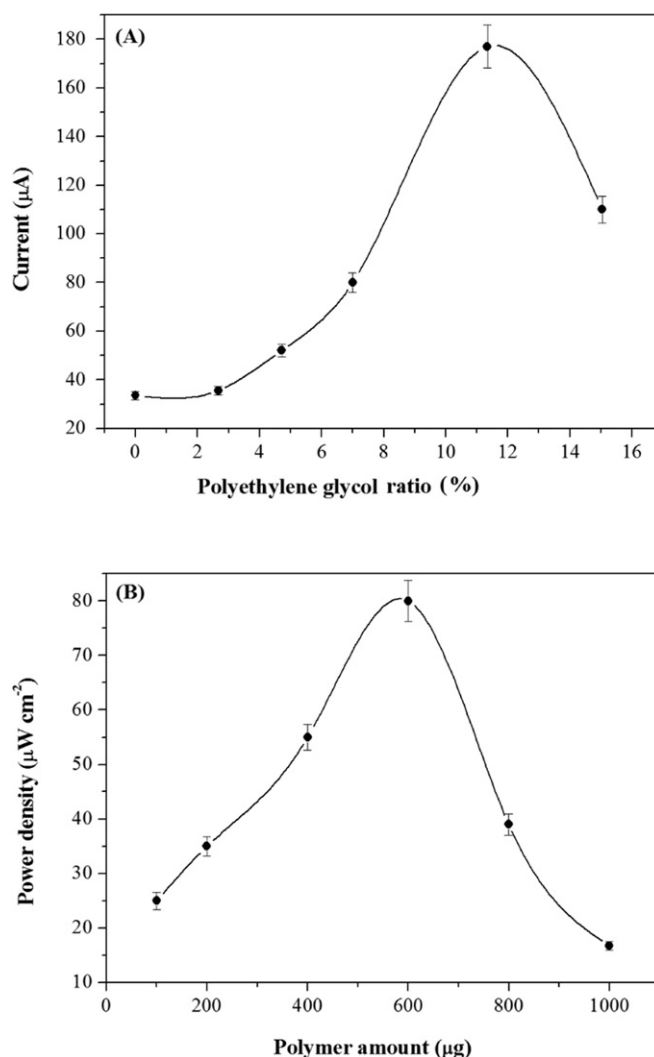 (A)
180
160
140
120
100
80
60
40
20
Current (μA)
0 2 4 6 8 10 12 14 16
Polyethylene glycol ratio (%)
(B)
80
70
60
50
40
30
20
10
Power density (μW cm⁻²)
200 400 600 800 1000
Polymer amount (μg)